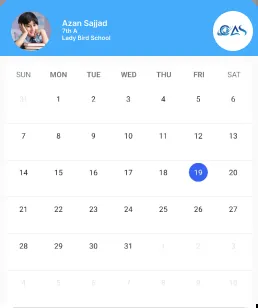 Azan Sajjad
7th A
Lady Bird School
OAS
SUN MON TUE WED THU FRI SAT
31 1 2 3 4 5 6
7 8 9 10 11 12 13
14 15 16 17 18 19 20
21 22 23 24 25 26 27
28 29 30 31 1 2 3
4 5 6 7 8 9 10